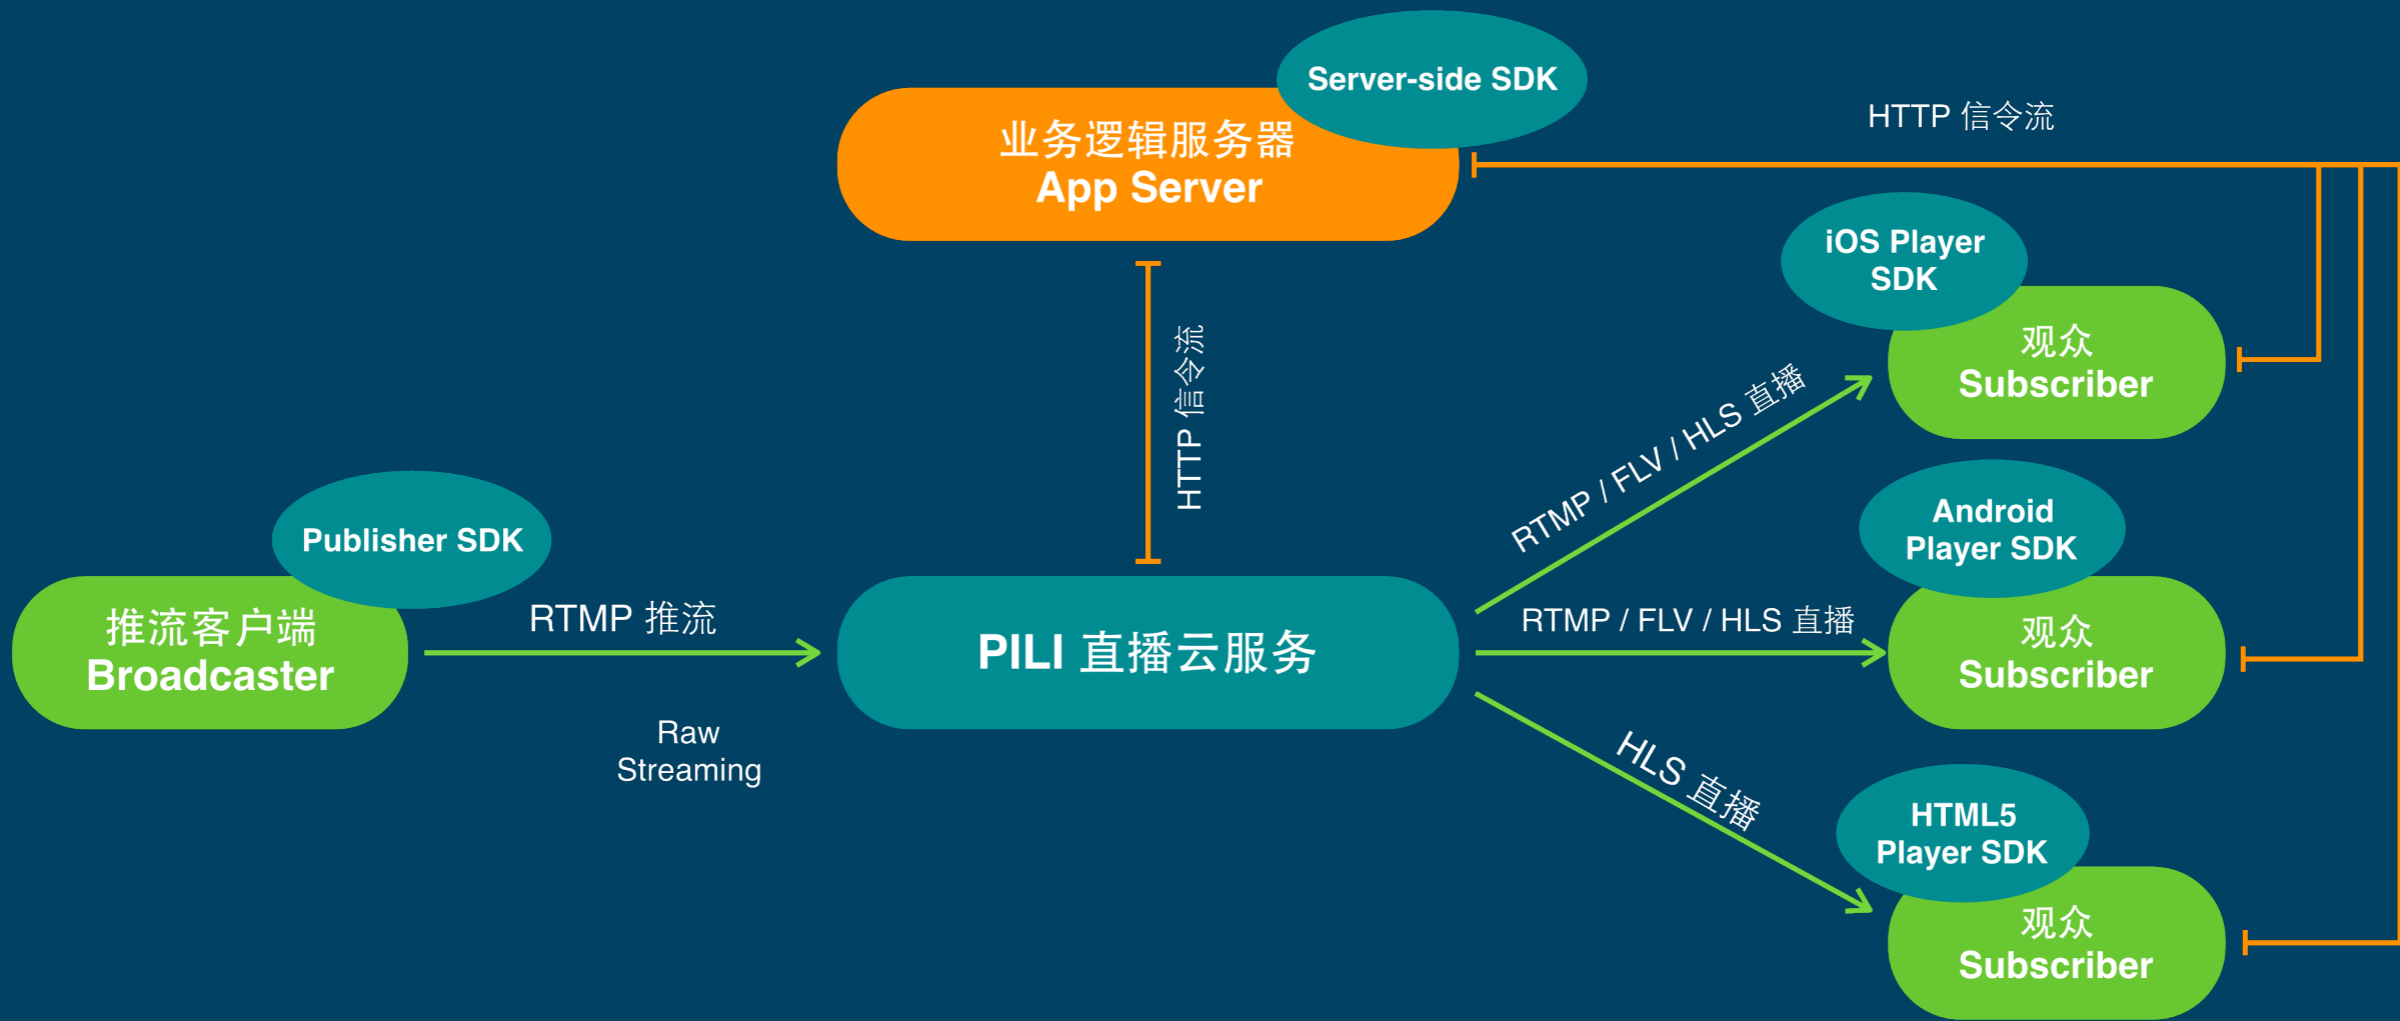 Server-side SDK
业务逻辑服务器
App Server
HTTP 信令流
iOS Player
SDK
观众
Subscriber
HTTP 信令流
RTMP / FLV / HLS 直播
Publisher SDK
推流客户端
Broadcaster
RTMP 推流
Raw
Streaming
PILI 直播云服务
RTMP / FLV / HLS 直播
Android
Player SDK
观众
Subscriber
HLS 直播
HTML5
Player SDK
观众
Subscriber